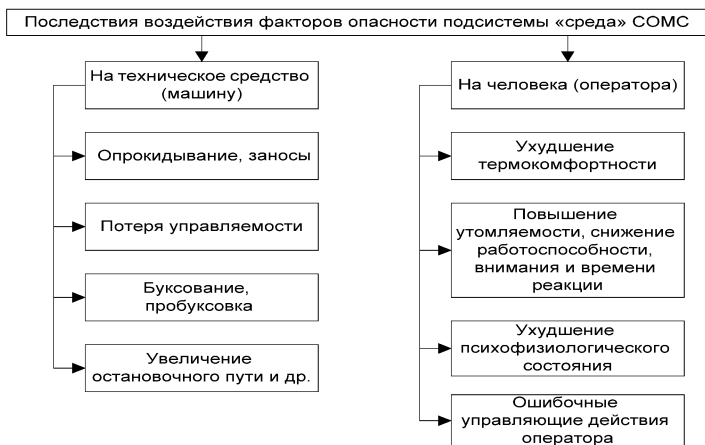 Последствия воздействия факторов опасности подсистемы «среда» СОМС
На техническое средство
(машину)
Опрокидывание, заносы
Потеря управляемости
Буксование,
пробуксовка
Увеличение
остановочного пути и др.
На человека (оператора)
Ухудшение
термокомфортности
Повышение
утомляемости, снижение
работоспособности,
внимания и времени
реакции
Ухудшение
психофизиологического
состояния
Ошибочные
управляющие действия
оператора